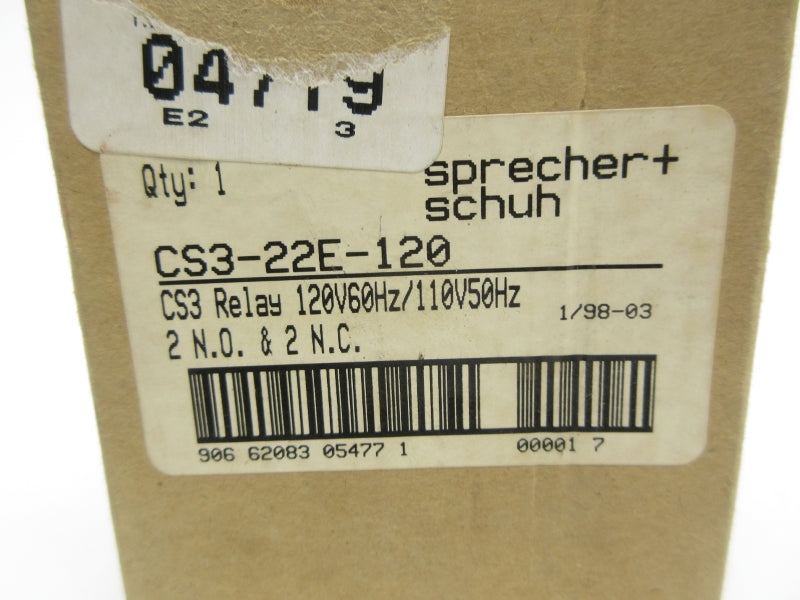 E2 3
Qty: 1
sprecher+
schuh
CS3-22E-120
CS3 Relay 120V60Hz/110V50Hz
1/98-03
2 N.O. & 2 N.C.
906 62083 05477 1
00001 7